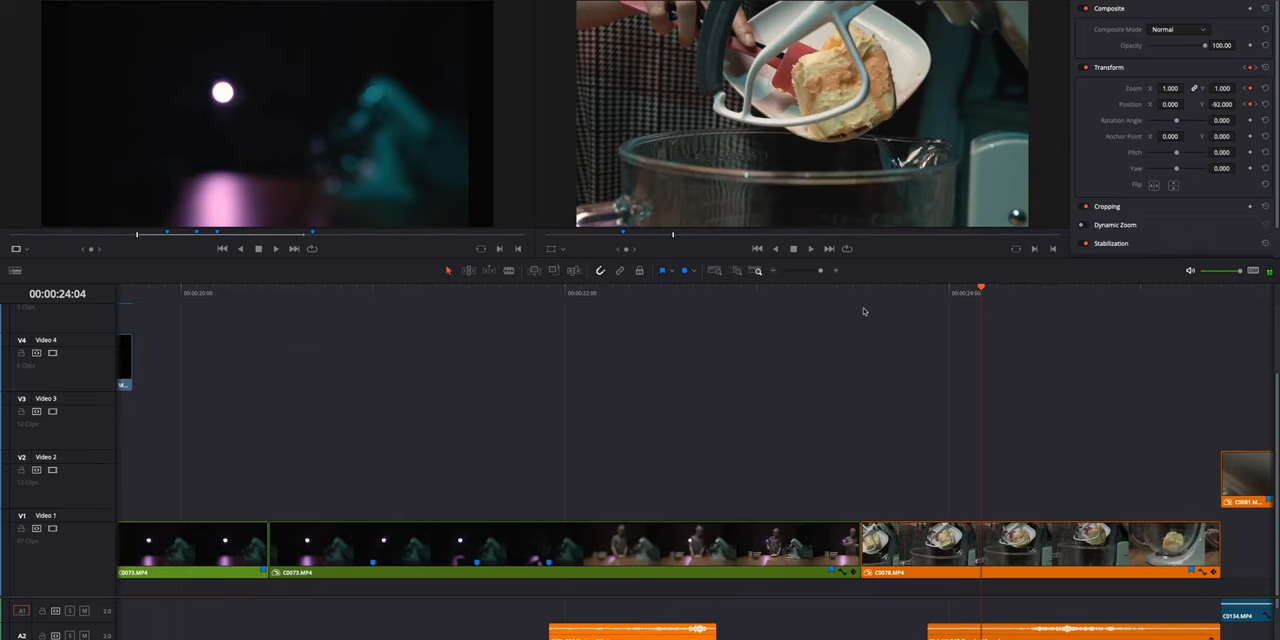 Composite
Composite Mode Normal
Opacity 100.00
Transform
Zoom X 1.000 Y 1.000
Position X 0.000 Y -92.000
Rotation Angle 0.000
Anchor Point X 0.000 Y 0.000
Pitch 0.000
Yaw 0.000
Flip
Cropping
Dynamic Zoom
Stabilization
DIM
00:00:24:04
00:00:20:00
00:00:22:00
00:00:24:00
V4 Video 4
6 Clips
M...
V3 Video 3
12 Clips
V2 Video 2
12 Clips
C0081.M...
V1 Video 1
47 Clips
C0073.MP4
C0073.MP4
C0078.MP4
A1 S M 2.0
C0134.MP4
A2 S M 2.0